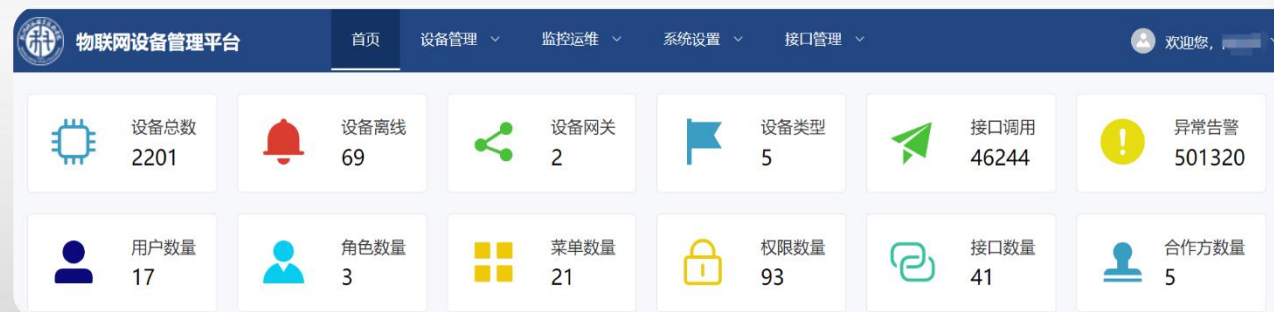 物联网设备管理平台 首页 设备管理 监控运维 系统设置 接口管理 欢迎您,
设备总数 设备离线 设备网关 设备类型 接口调用 异常告警
2201 69 2 5 46244 501320
用户数量 角色数量 菜单数量 权限数量 接口数量 合作方数量
17 3 21 93 41 5